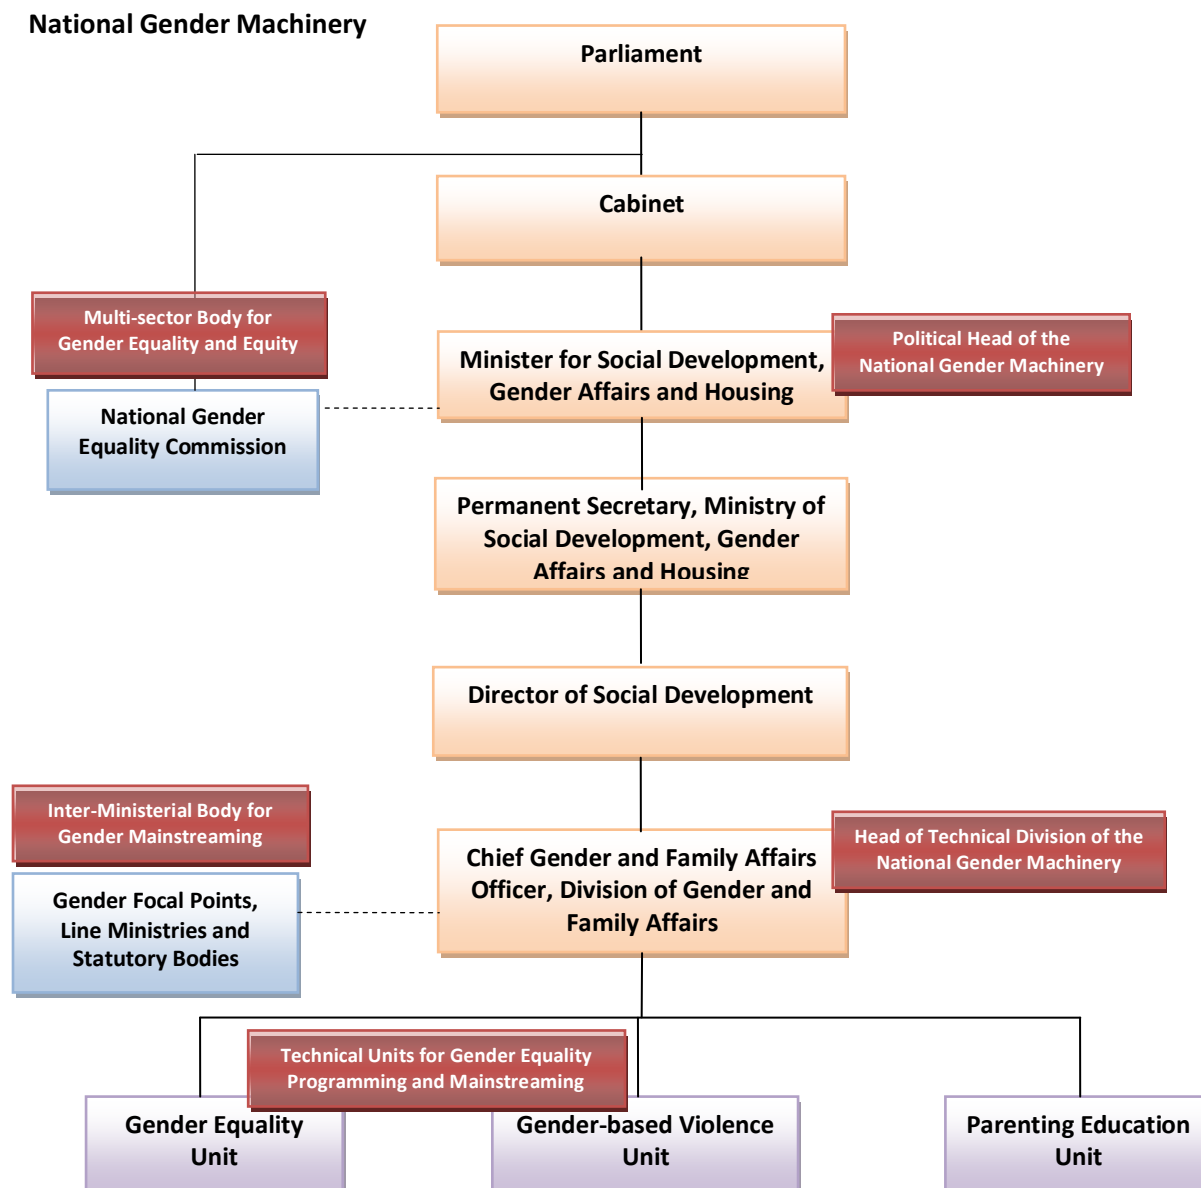 National Gender Machinery
Parliament
Cabinet
Multi-sector Body for
Gender Equality and Equity
Minister for Social Development,
Gender Affairs and Housing
Political Head of the
National Gender Machinery
National Gender
Equality Commission
Permanent Secretary, Ministry of
Social Development, Gender
Affairs and Housing
Director of Social Development
Inter-Ministerial Body for
Gender Mainstreaming
Chief Gender and Family Affairs
Officer, Division of Gender and
Family Affairs
Head of Technical Division of the
National Gender Machinery
Gender Focal Points,
Line Ministries and
Statutory Bodies
Technical Units for Gender Equality
Programming and Mainstreaming
Gender Equality
Unit
Gender-based Violence
Unit
Parenting Education
Unit